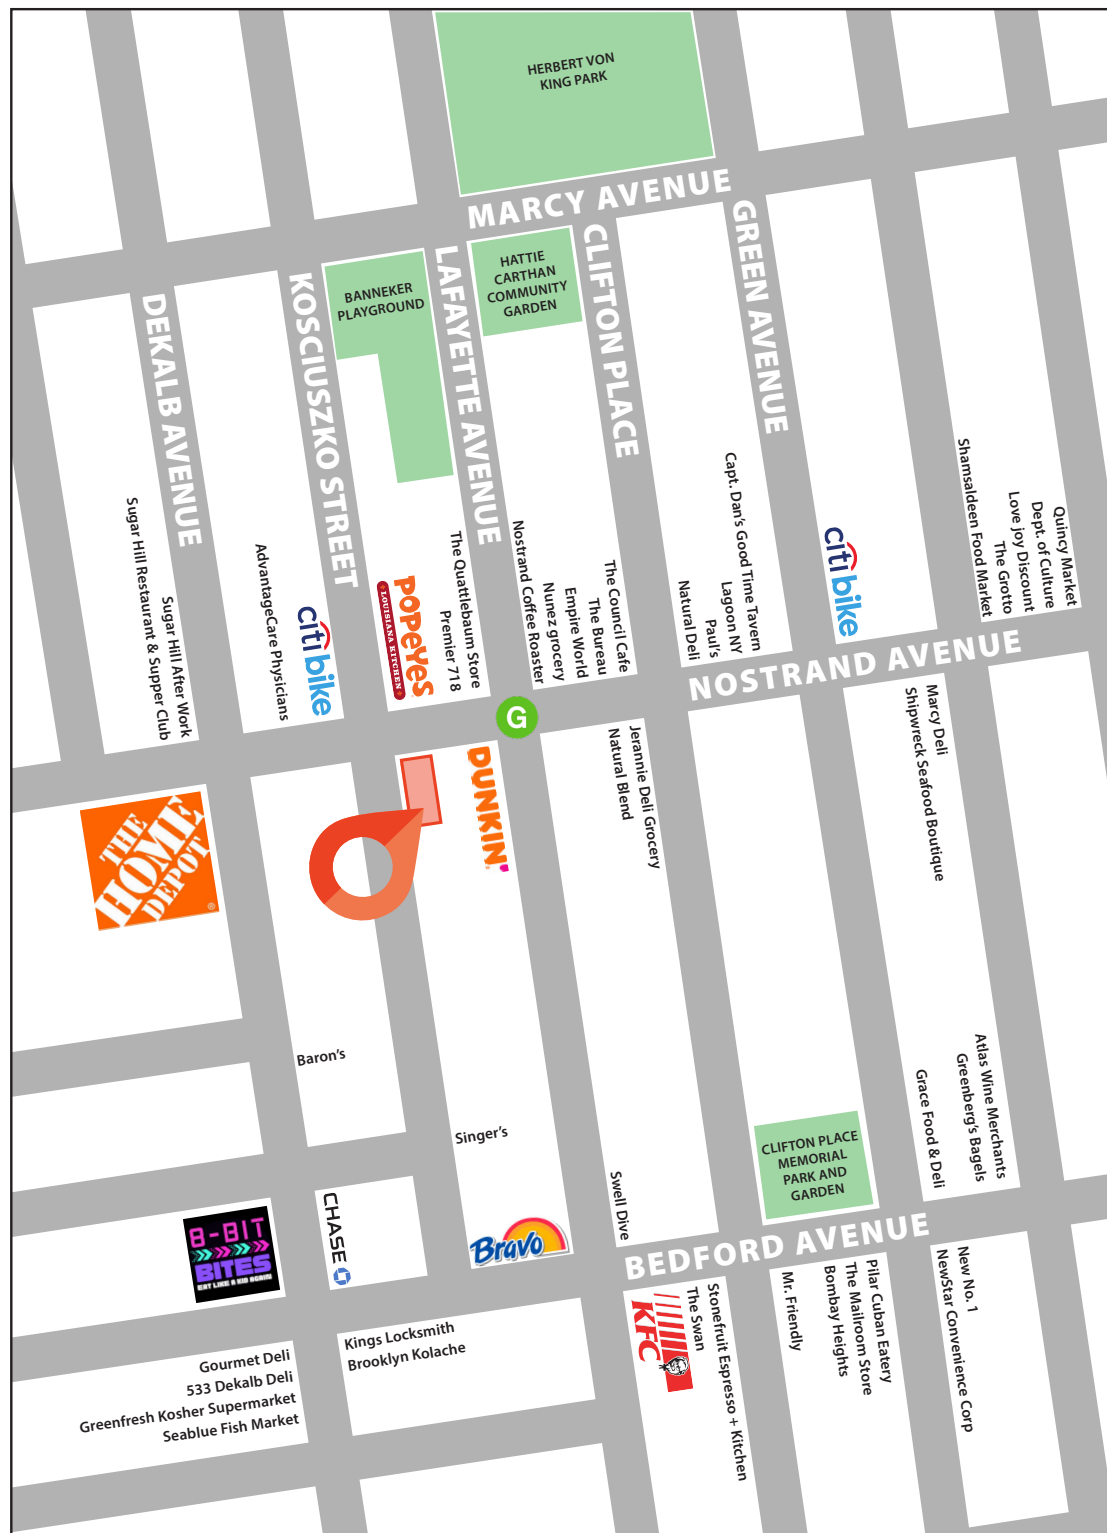 HERBERT VON
KING PARK
MARCY AVENUE
HATTIE
CARTHAN
COMMUNITY
GARDEN
BANNEKER
PLAYGROUND
DEKALB AVENUE
KOSCIUSZKO STREET
LAFAYETTE AVENUE
CLIFTON PLACE
GREEN AVENUE
Sugar Hill After Work
Sugar Hill Restaurant & Supper Club
AdvantageCare Physicians
citi bike
POPEYES
LOUISIANA KITCHEN
The Quattlebaum Store
Premier 718
The Council Cafe
The Bureau
Empire World
Nunez grocery
Nostrand Coffee Roaster
Capt. Dan's Good Time Tavern
Lagoon NY
Paul's
Natural Deli
citi bike
Quincy Market
Dept. of Culture
Love joy Discount
The Grotto
Shamsaldeen Food Market
NOSTRAND AVENUE
G
THE
HOME
DEPOT
®
DUNKIN'
Jerannie Deli Grocery
Natural Blend
Marcy Deli
Shipwreck Seafood Boutique
Baron's
Singer's
Swell Dive
CLIFTON PLACE
MEMORIAL
PARK AND
GARDEN
Atlas Wine Merchants
Greenberg's Bagels
Grace Food & Deli
BEDFORD AVENUE
8-BIT
BITES
EAT LIKE A KID AGAIN!
CHASE
Bravo
Gourmet Deli
533 Dekalb Deli
Greenfresh Kosher Supermarket
Seablue Fish Market
Kings Locksmith
Brooklyn Kolache
KFC
Stonefruit Espresso + Kitchen
The Swan
Mr. Friendly
Pilar Cuban Eatery
The Mailroom Store
Bombay Heights
New No. 1
NewStar Convenience Corp